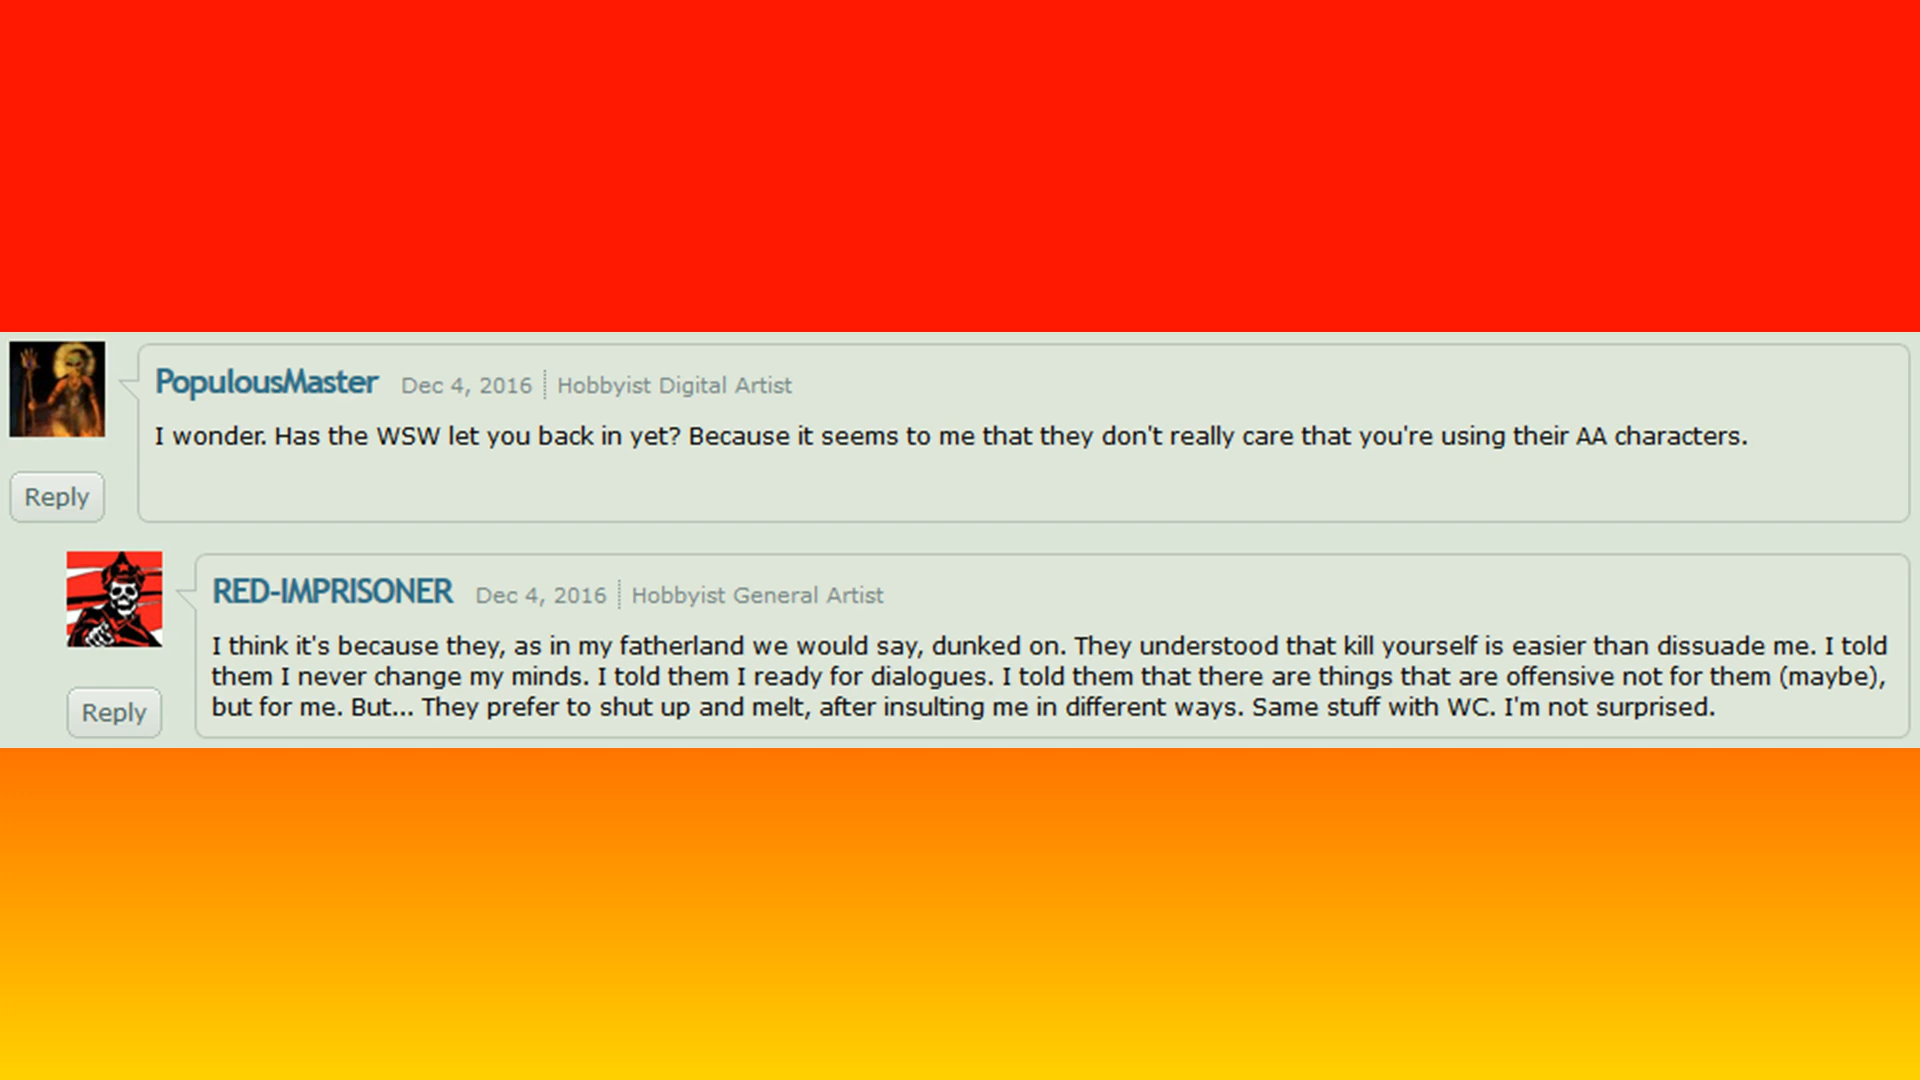 PopulousMaster Dec 4, 2016 Hobbyist Digital Artist
I wonder. Has the WSW let you back in yet? Because it seems to me that they don't really care that you're using their AA characters.
Reply
RED-IMPRISONER Dec 4, 2016 Hobbyist General Artist
I think it's because they, as in my fatherland we would say, dunked on. They understood that kill yourself is easier than dissuade me. I told
them I never change my minds. I told them I ready for dialogues. I told them that there are things that are offensive not for them (maybe),
but for me. But... They prefer to shut up and melt, after insulting me in different ways. Same stuff with WC. I'm not surprised.
Reply